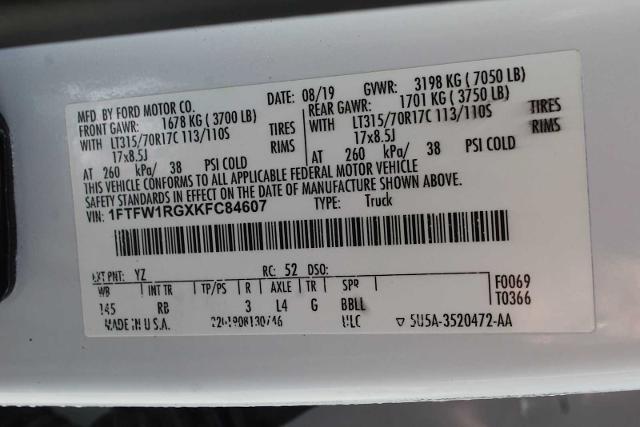 MFD. BY FORD MOTOR CO. DATE: 08/19 GVWR: 3198 KG ( 7050 LB)
FRONT GAWR: 1678 KG ( 3700 LB) REAR GAWR: 1701 KG ( 3750 LB)
WITH LT315/70R17C 113/110S TIRES WITH LT315/70R17C 113/110S TIRES
17x8.5J RIMS 17x8.5J RIMS
AT 260 kPa/ 38 PSI COLD AT 260 kPa/ 38 PSI COLD
THIS VEHICLE CONFORMS TO ALL APPLICABLE FEDERAL MOTOR VEHICLE
SAFETY STANDARDS IN EFFECT ON THE DATE OF MANUFACTURE SHOWN ABOVE.
VIN: 1FTFW1RGXKFC84607 TYPE: Truck
EXT PNT: YZ RC: 52 DSO:
WB INT TR TP/PS R AXLE TR SPR F0069
145 RB 3 L4 G BBLL T0366
MADE IN U.S.A. ▽ 5U5A-3520472-AA